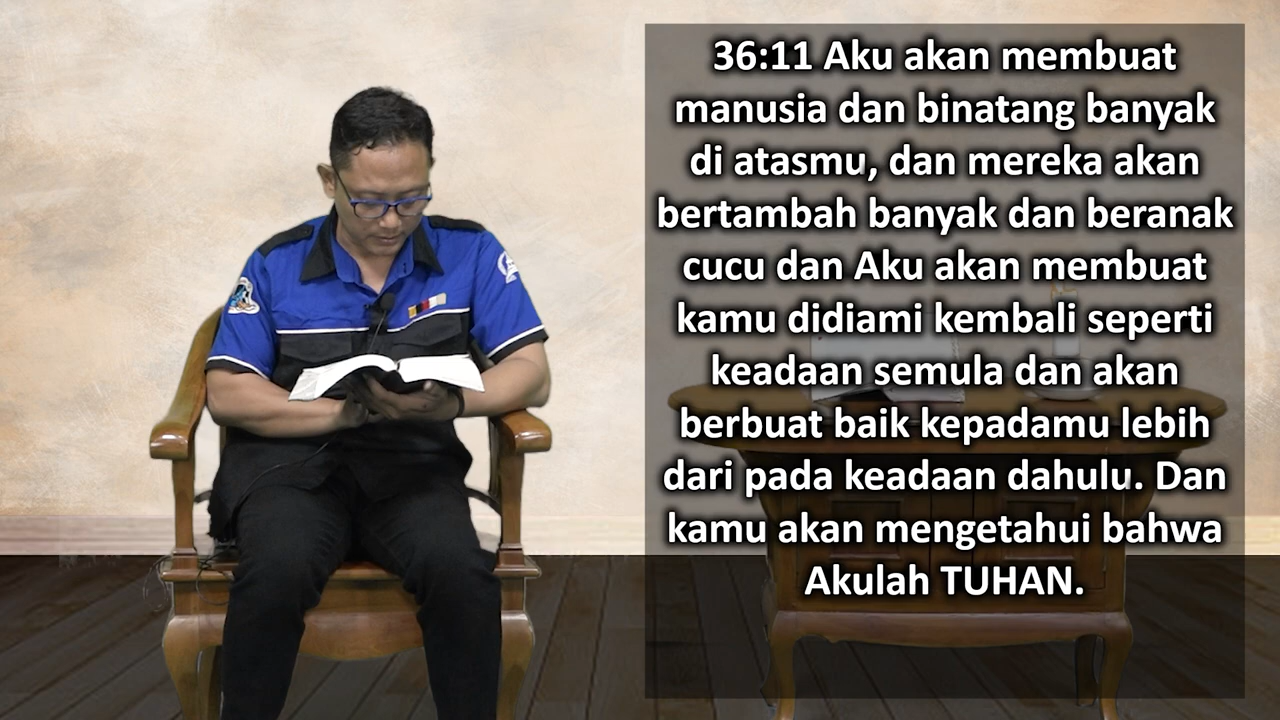 36:11 Aku akan membuat
manusia dan binatang banyak
di atasmu, dan mereka akan
bertambah banyak dan beranak
cucu dan Aku akan membuat
kamu didiami kembali seperti
keadaan semula dan akan
berbuat baik kepadamu lebih
dari pada keadaan dahulu. Dan
kamu akan mengetahui bahwa
Akulah TUHAN.